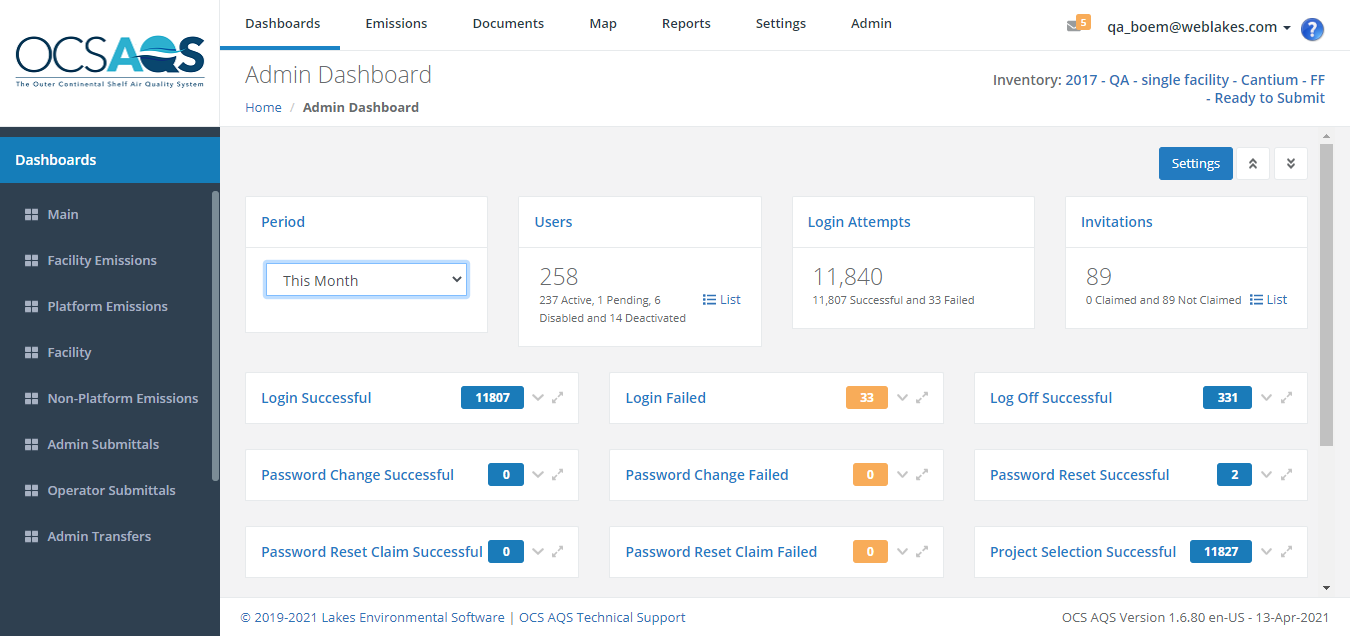 OCSAQS
The Outer Continental Shelf Air Quality System
Dashboards Emissions Documents Map Reports Settings Admin
5
qa_boem@weblakes.com
?
Admin Dashboard
Home / Admin Dashboard
Inventory: 2017 - QA - single facility - Cantium - FF
- Ready to Submit
Dashboards
Main
Facility Emissions
Platform Emissions
Facility
Non-Platform Emissions
Admin Submittals
Operator Submittals
Admin Transfers
Settings
Period
This Month
Users
258
237 Active, 1 Pending, 6
Disabled and 14 Deactivated
List
Login Attempts
11,840
11,807 Successful and 33 Failed
Invitations
89
0 Claimed and 89 Not Claimed
List
Login Successful 11807
Login Failed 33
Log Off Successful 331
Password Change Successful 0
Password Change Failed 0
Password Reset Successful 2
Password Reset Claim Successful 0
Password Reset Claim Failed 0
Project Selection Successful 11827
© 2019-2021 Lakes Environmental Software | OCS AQS Technical Support
OCS AQS Version 1.6.80 en-US - 13-Apr-2021